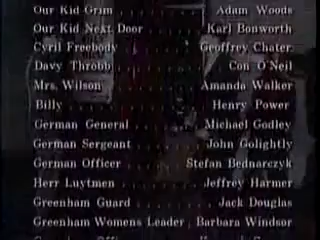 Our Kid Grim . . . . . . . Adam Woods
Our Kid Next Door . . . . Karl Bonworth
Cyril Freebody . . . . . Geoffrey Chater
Davy Throbb . . . . . . . Con O'Neil
Mrs. Wilson . . . . . . Amanda Walker
Billy . . . . . . . . . . Henry Power
German General . . . . . Michael Godley
German Sergeant . . . . . John Golightly
German Officer . . . . Stefan Bednarczyk
Herr Luytmen . . . . . . Jeffrey Harmer
Greenham Guard . . . . . . Jack Douglas
Greenham Womens Leader . Barbara Windsor